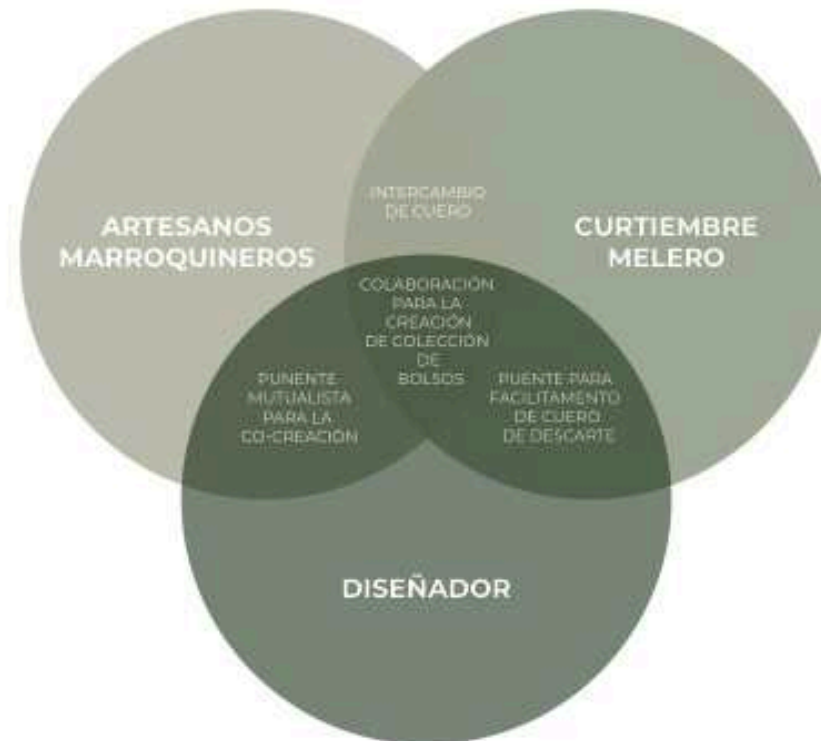 INTERCAMBIO
DE CUERO
ARTESANOS
MARROQUINEROS
CURTIEMBRE
MELERO
COLABORACIÓN
PARA LA
CREACIÓN
DE COLECCIÓN
DE
BOLSOS
PUNENTE
MUTUALISTA
PARA LA
CO-CREACIÓN
PUENTE PARA
FACILITAMENTO
DE CUERO
DE DESCARTE
DISEÑADOR